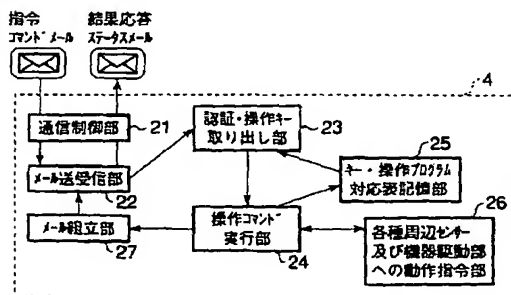 指令
コマンドメール
結果応答
ステータスメール
4
通信制御部
21
メール送受信部
22
認証・操作キー
取り出し部
23
キー・操作プログラム
対応表記憶部
25
操作コマンド
実行部
24
メール組立部
27
各種周辺センサー
及び機器駆動部
への動作指令部
26